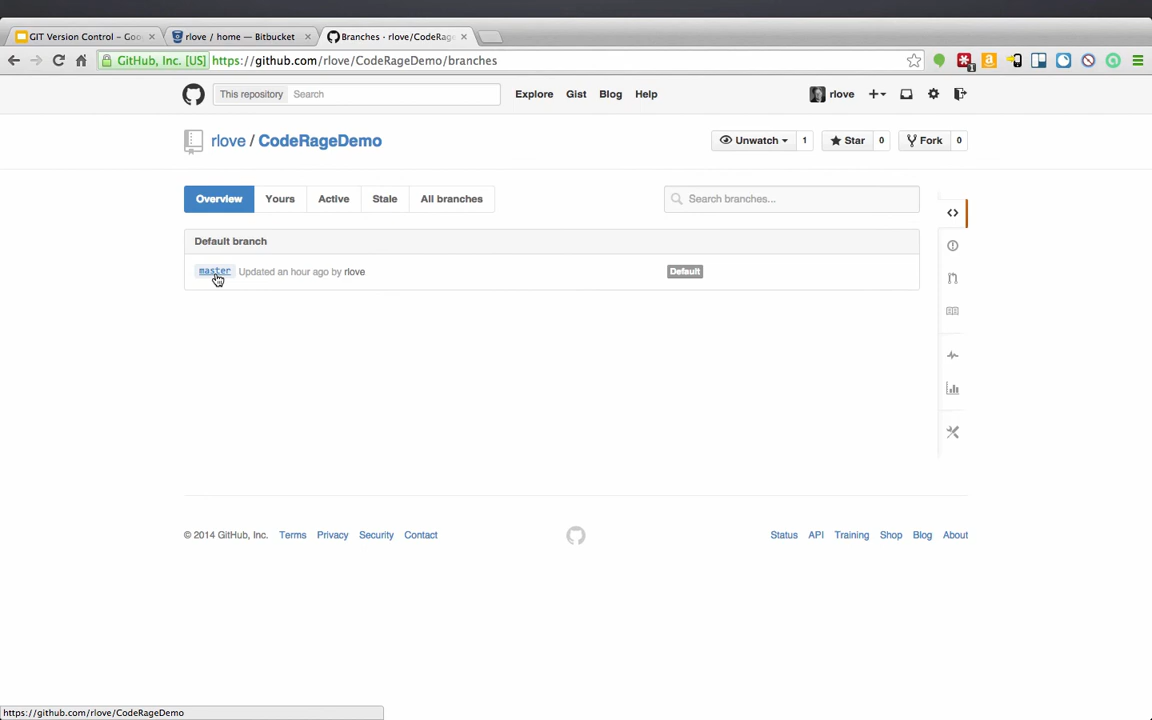 GIT Version Control – Goo
rlove / home — Bitbucket
Branches · rlove/CodeRage
GitHub, Inc. [US] https://github.com/rlove/CodeRageDemo/branches
1
This repository Search Explore Gist Blog Help rlove
rlove / CodeRageDemo Unwatch 1 Star 0 Fork 0
Overview Yours Active Stale All branches Search branches...
Default branch
master Updated an hour ago by rlove Default
© 2014 GitHub, Inc. Terms Privacy Security Contact Status API Training Shop Blog About
https://github.com/rlove/CodeRageDemo